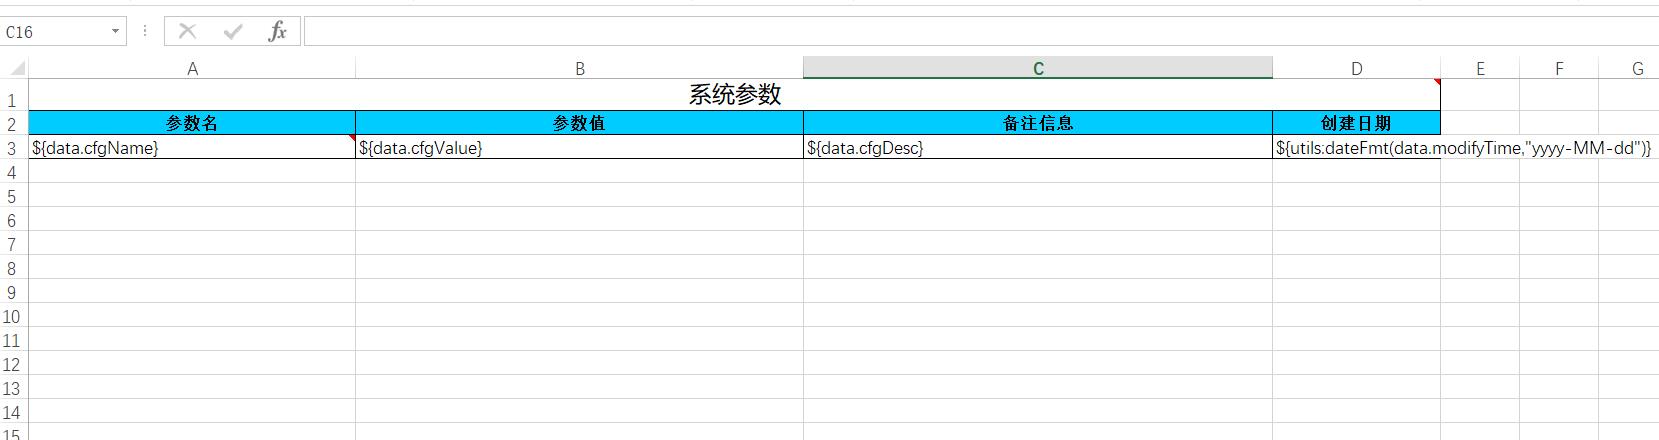 C16
fx
A B C D E F G
1 系统参数
2 参数名 参数值 备注信息 创建日期
3 ${data.cfgName} ${data.cfgValue} ${data.cfgDesc} ${utils:dateFmt(data.modifyTime,"yyyy-MM-dd")}
4
5
6
7
8
9
10
11
12
13
14
15